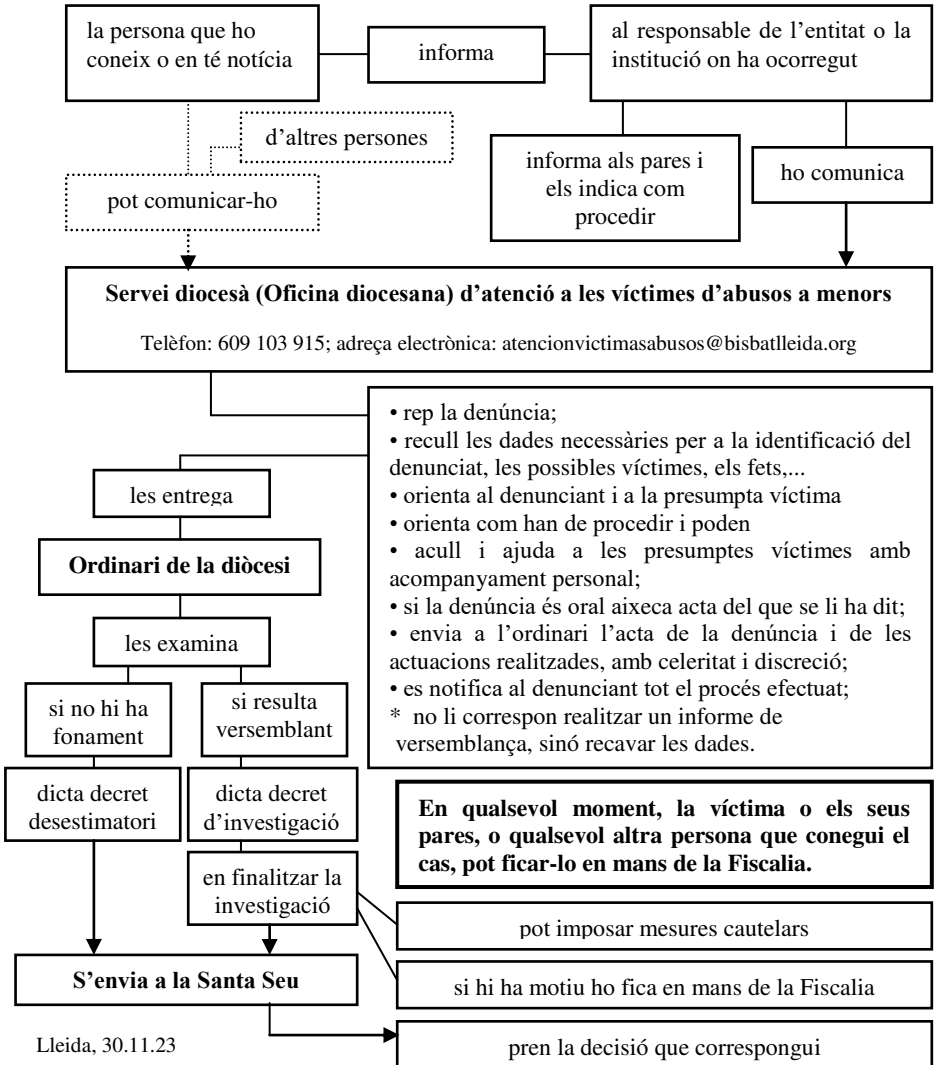 la persona que ho
coneix o en té notícia
informa
al responsable de l'entitat o la
institució on ha ocorregut
d'altres persones
pot comunicar-ho
informa als pares i
els indica com
procedir
ho comunica
Servei diocesà (Oficina diocesana) d'atenció a les víctimes d'abusos a menors
Telèfon: 609 103 915; adreça electrònica: atencionvictimasabusos@bisbatlleida.org
• rep la denúncia;
• recull les dades necessàries per a la identificació del
denunciat, les possibles víctimes, els fets,...
• orienta al denunciant i a la presumpta víctima
• orienta com han de procedir i poden
• acull i ajuda a les presumptes víctimes amb
acompanyament personal;
• si la denúncia és oral aixeca acta del que se li ha dit;
• envia a l'ordinari l'acta de la denúncia i de les
actuacions realitzades, amb celeritat i discreció;
• es notifica al denunciant tot el procés efectuat;
* no li correspon realitzar un informe de
versemblança, sinó recavar les dades.
les entrega
Ordinari de la diòcesi
les examina
si no hi ha
fonament
si resulta
versemblant
dicta decret
desestimatori
dicta decret
d'investigació
en finalitzar la
investigació
En qualsevol moment, la víctima o els seus
pares, o qualsevol altra persona que conegui el
cas, pot ficar-lo en mans de la Fiscalia.
pot imposar mesures cautelars
si hi ha motiu ho fica en mans de la Fiscalia
S'envia a la Santa Seu
pren la decisió que correspongui
Lleida, 30.11.23